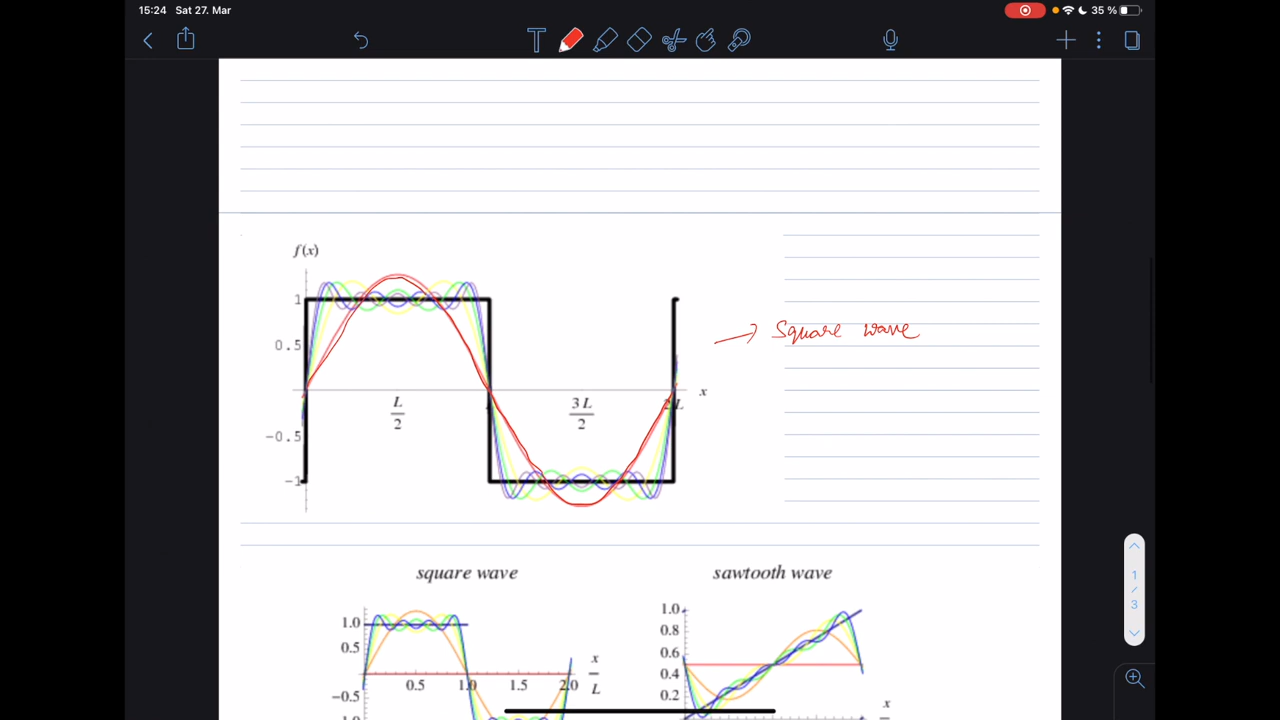 15:24 Sat 27. Mar
35 %
f(x)
1
0.5
-0.5
-1
L
2
3L
2
2L
x
→ Square wave
1
/
3
square wave
1.0
0.5
-0.5
0.5
1.0
1.5
2.0
x
L
sawtooth wave
1.0
0.8
0.6
0.4
0.2
x